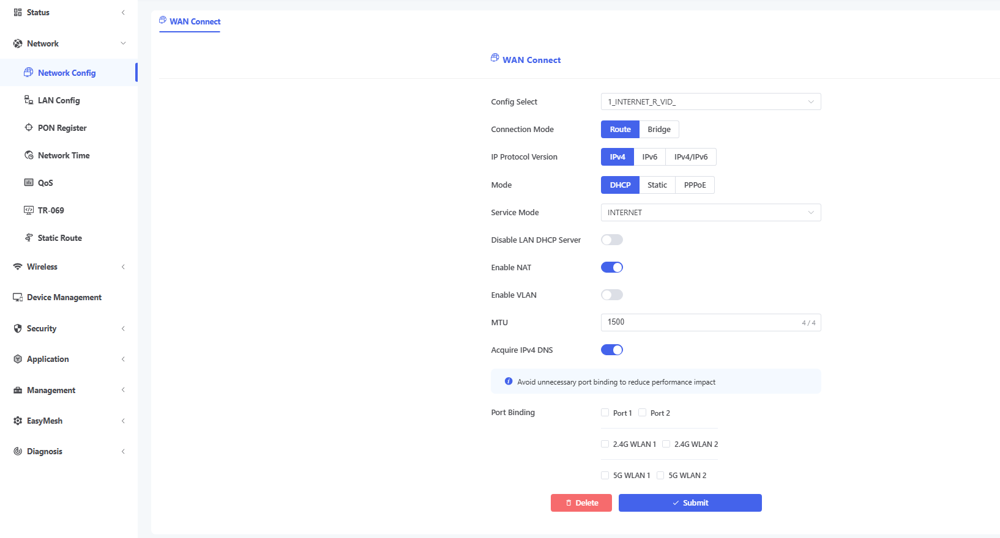 Status
Network
Network Config
LAN Config
PON Register
Network Time
QoS
TR-069
Static Route
Wireless
Device Management
Security
Application
Management
EasyMesh
Diagnosis
WAN Connect
WAN Connect
Config Select 1_INTERNET_R_VID_
Connection Mode Route Bridge
IP Protocol Version IPv4 IPv6 IPv4/IPv6
Mode DHCP Static PPPoE
Service Mode INTERNET
Disable LAN DHCP Server
Enable NAT
Enable VLAN
MTU 1500 4 / 4
Acquire IPv4 DNS
Avoid unnecessary port binding to reduce performance impact
Port Binding Port 1 Port 2
2.4G WLAN 1 2.4G WLAN 2
5G WLAN 1 5G WLAN 2
Delete Submit